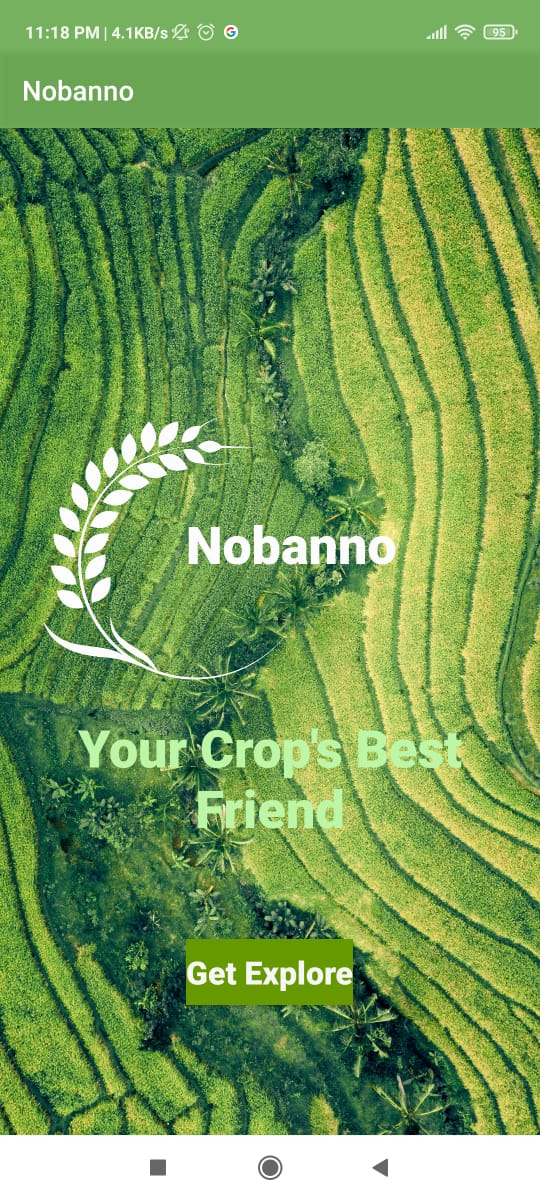 11:18 PM | 4.1KB/s
95
Nobanno
Nobanno
Your Crop's Best
Friend
Get Explore